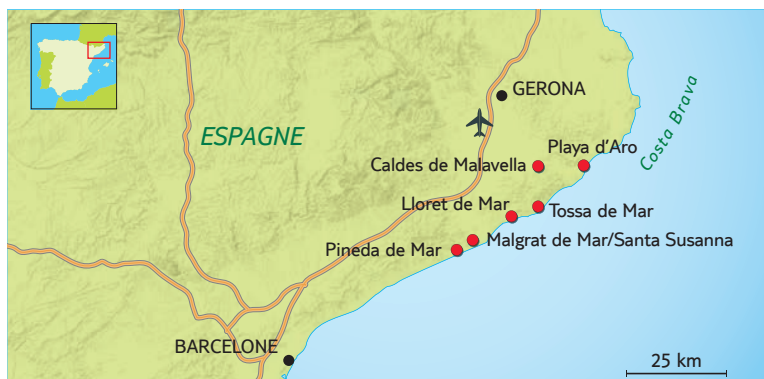 GERONA
Costa Brava
ESPAGNE
Playa d'Aro
Caldes de Malavella
Lloret de Mar
Tossa de Mar
Malgrat de Mar/Santa Susanna
Pineda de Mar
BARCELONE
25 km